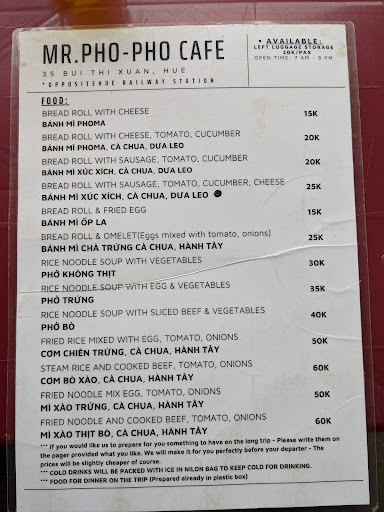 MR.PHO-PHO CAFE
35 BUI THI XUAN, HUE
*OPPOSITEHUE RAILWAY STATION
• AVAILABLE:
LEFT LUGGAGE STORAGE
20K/PAX
OPEN TIME: 7 AM - 9 PM
FOOD:
BREAD ROLL WITH CHEESE 15K
BÁNH MÌ PHOMA
BREAD ROLL WITH CHEESE, TOMATO, CUCUMBER 20K
BÁNH MÌ PHOMA, CÀ CHUA, DƯA LEO
BREAD ROLL WITH SAUSAGE, TOMATO, CUCUMBER 20K
BÁNH MÌ XÚC XÍCH, CÀ CHUA, DƯA LEO
BREAD ROLL WITH SAUSAGE, TOMATO, CUCUMBER, CHEESE 25K
BÁNH MÌ XÚC XÍCH, CÀ CHUA, DƯA LEO
BREAD ROLL & FRIED EGG 15K
BÁNH MÌ ỐP LA
BREAD ROLL & OMELET(Eggs mixed with tomato, onions) 25K
BÁNH MÌ CHẢ TRỨNG CÀ CHUA, HÀNH TÂY
RICE NOODLE SOUP WITH VEGETABLES 30K
PHỞ KHÔNG THỊT
RICE NOODLE SOUP WITH EGG & VEGETABLES 35K
PHỞ TRỨNG
RICE NOODLE SOUP WITH SLICED BEEF & VEGETABLES 40K
PHỞ BÒ
FRIED RICE MIXED WITH EGG, TOMATO, ONIONS 50K
CƠM CHIÊN TRỨNG, CÀ CHUA, HÀNH TÂY
STEAM RICE AND COOKED BEEF, TOMATO, ONIONS 60K
CƠM BÒ XÀO, CÀ CHUA, HÀNH TÂY
FRIED NOODLE MIX EGG, TOMATO, ONIONS 50K
MÌ XÀO TRỨNG, CÀ CHUA, HÀNH TÂY
FRIED NOODLE AND COOKED BEEF, TOMATO, ONIONS 60K
MÌ XÀO THỊT BÒ, CÀ CHUA, HÀNH TÂY
*** If you would like us to prepare for you something to have on the long trip - Please write them on
the pager provided what you like. We will make it for you perfectly before your departer - The
prices will be slightly cheaper of course.
*** COLD DRINKS WILL BE PACKED WITH ICE IN NILON BAG TO KEEP COLD FOR DRINKING.
*** FOOD FOR DINNER ON THE TRIP (Prepared already in plastic box)